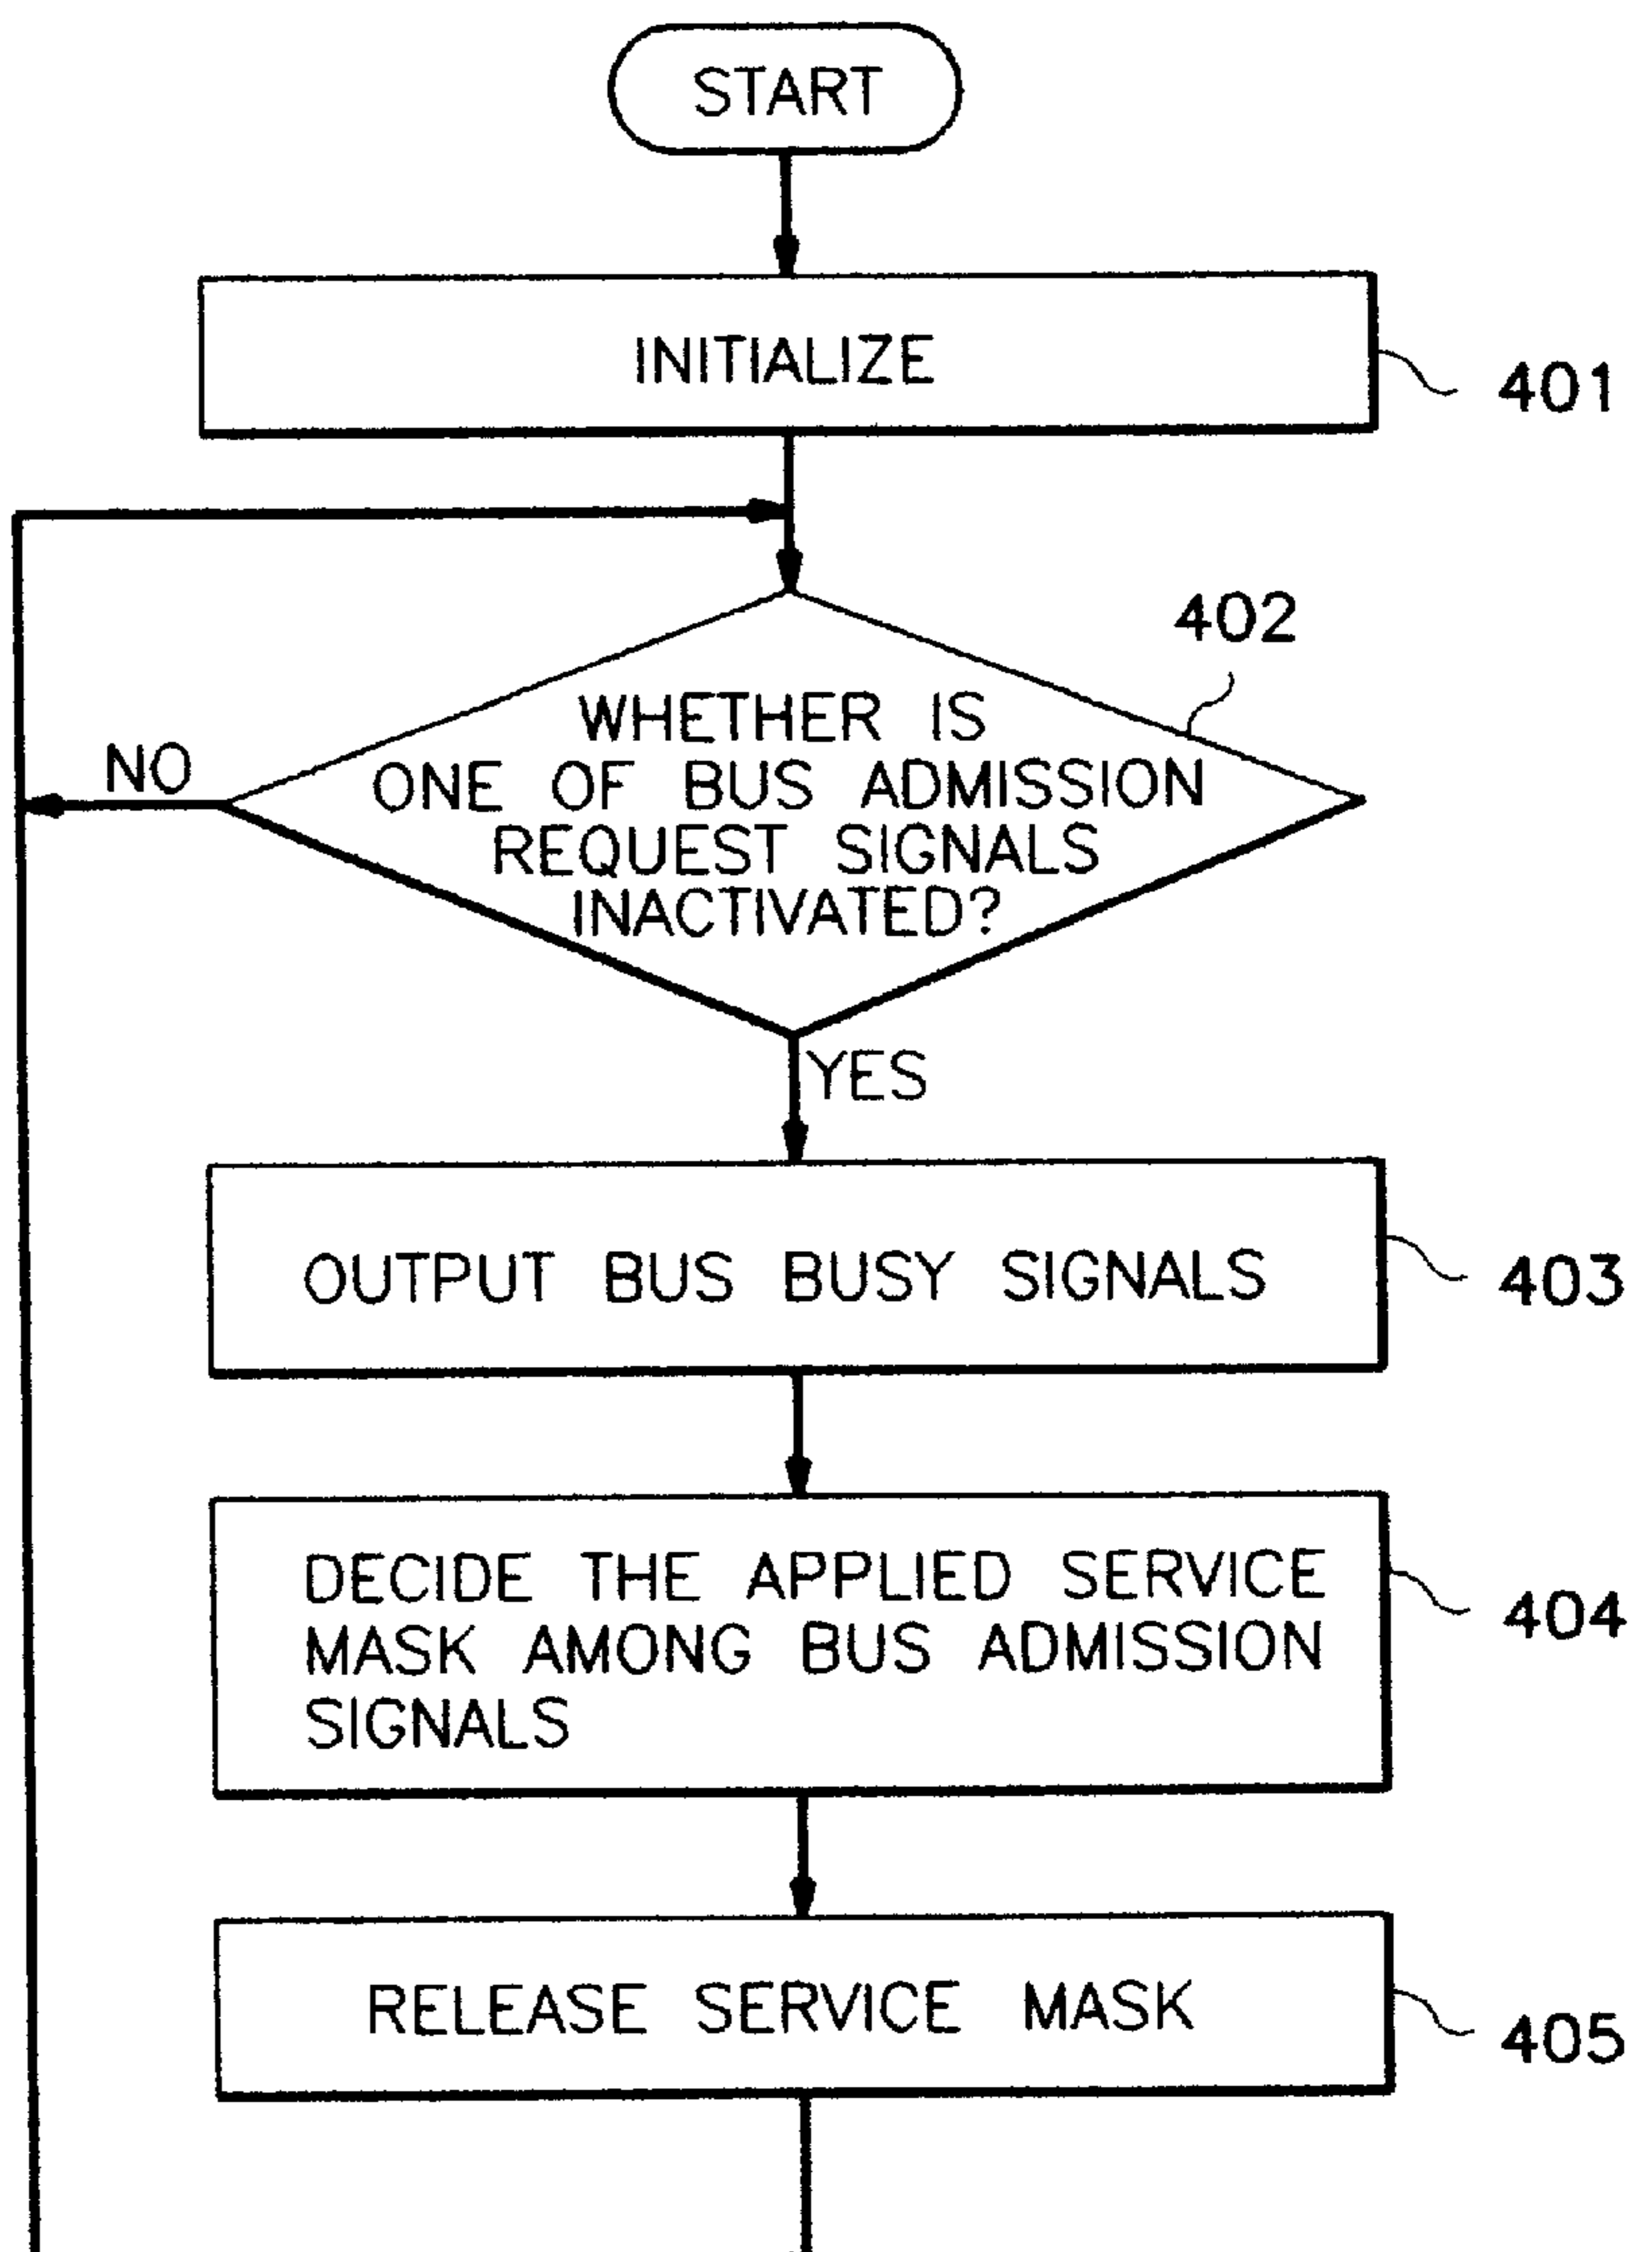 START
INITIALIZE
401
402
WHETHER IS
ONE OF BUS ADMISSION
REQUEST SIGNALS
INACTIVATED?
NO
YES
OUTPUT BUS BUSY SIGNALS
403
DECIDE THE APPLIED SERVICE
MASK AMONG BUS ADMISSION
SIGNALS
404
RELEASE SERVICE MASK
405